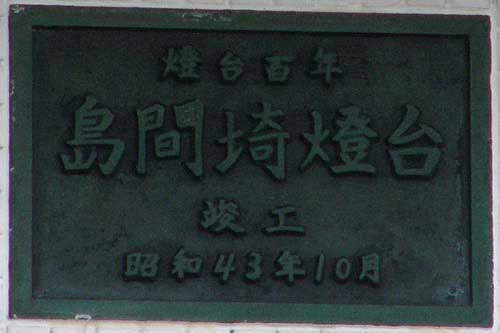 燈台百年
島間埼燈台
竣工
昭和43年10月